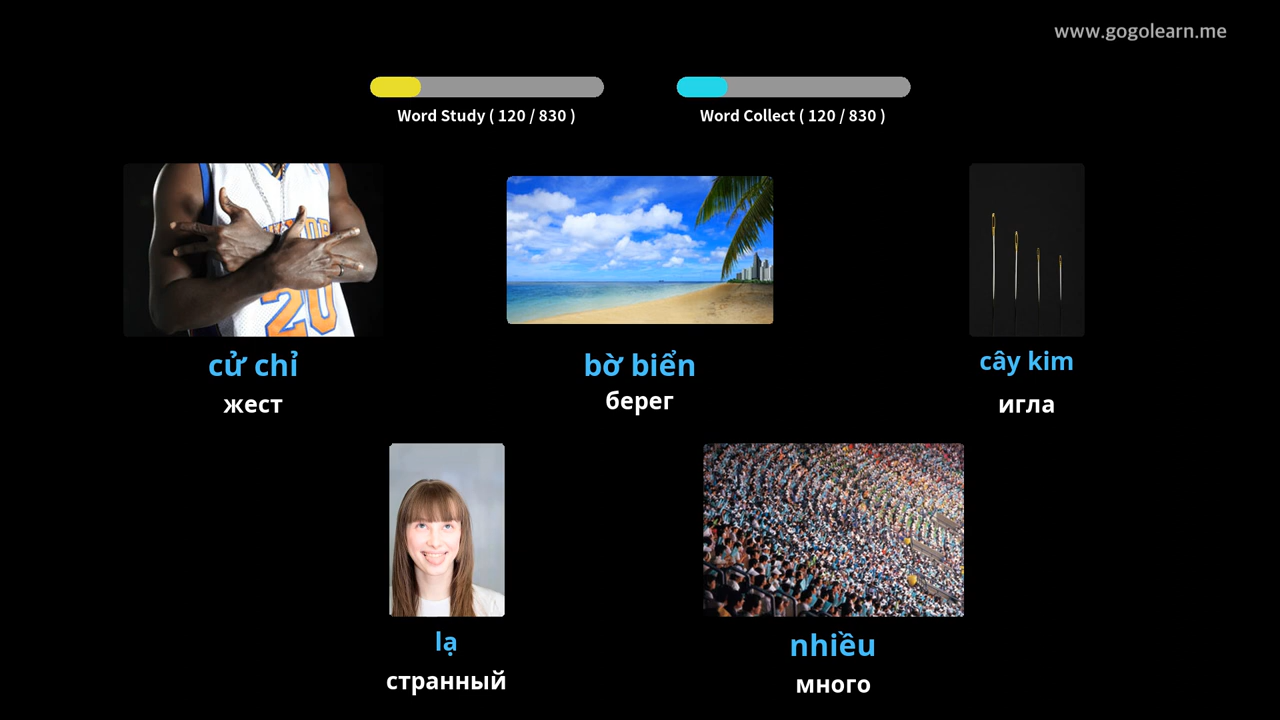 www.gogolearn.me
Word Study ( 120 / 830 )
Word Collect ( 120 / 830 )
20
cử chỉ
жест
bờ biển
берег
cây kim
игла
lạ
странный
nhiều
много